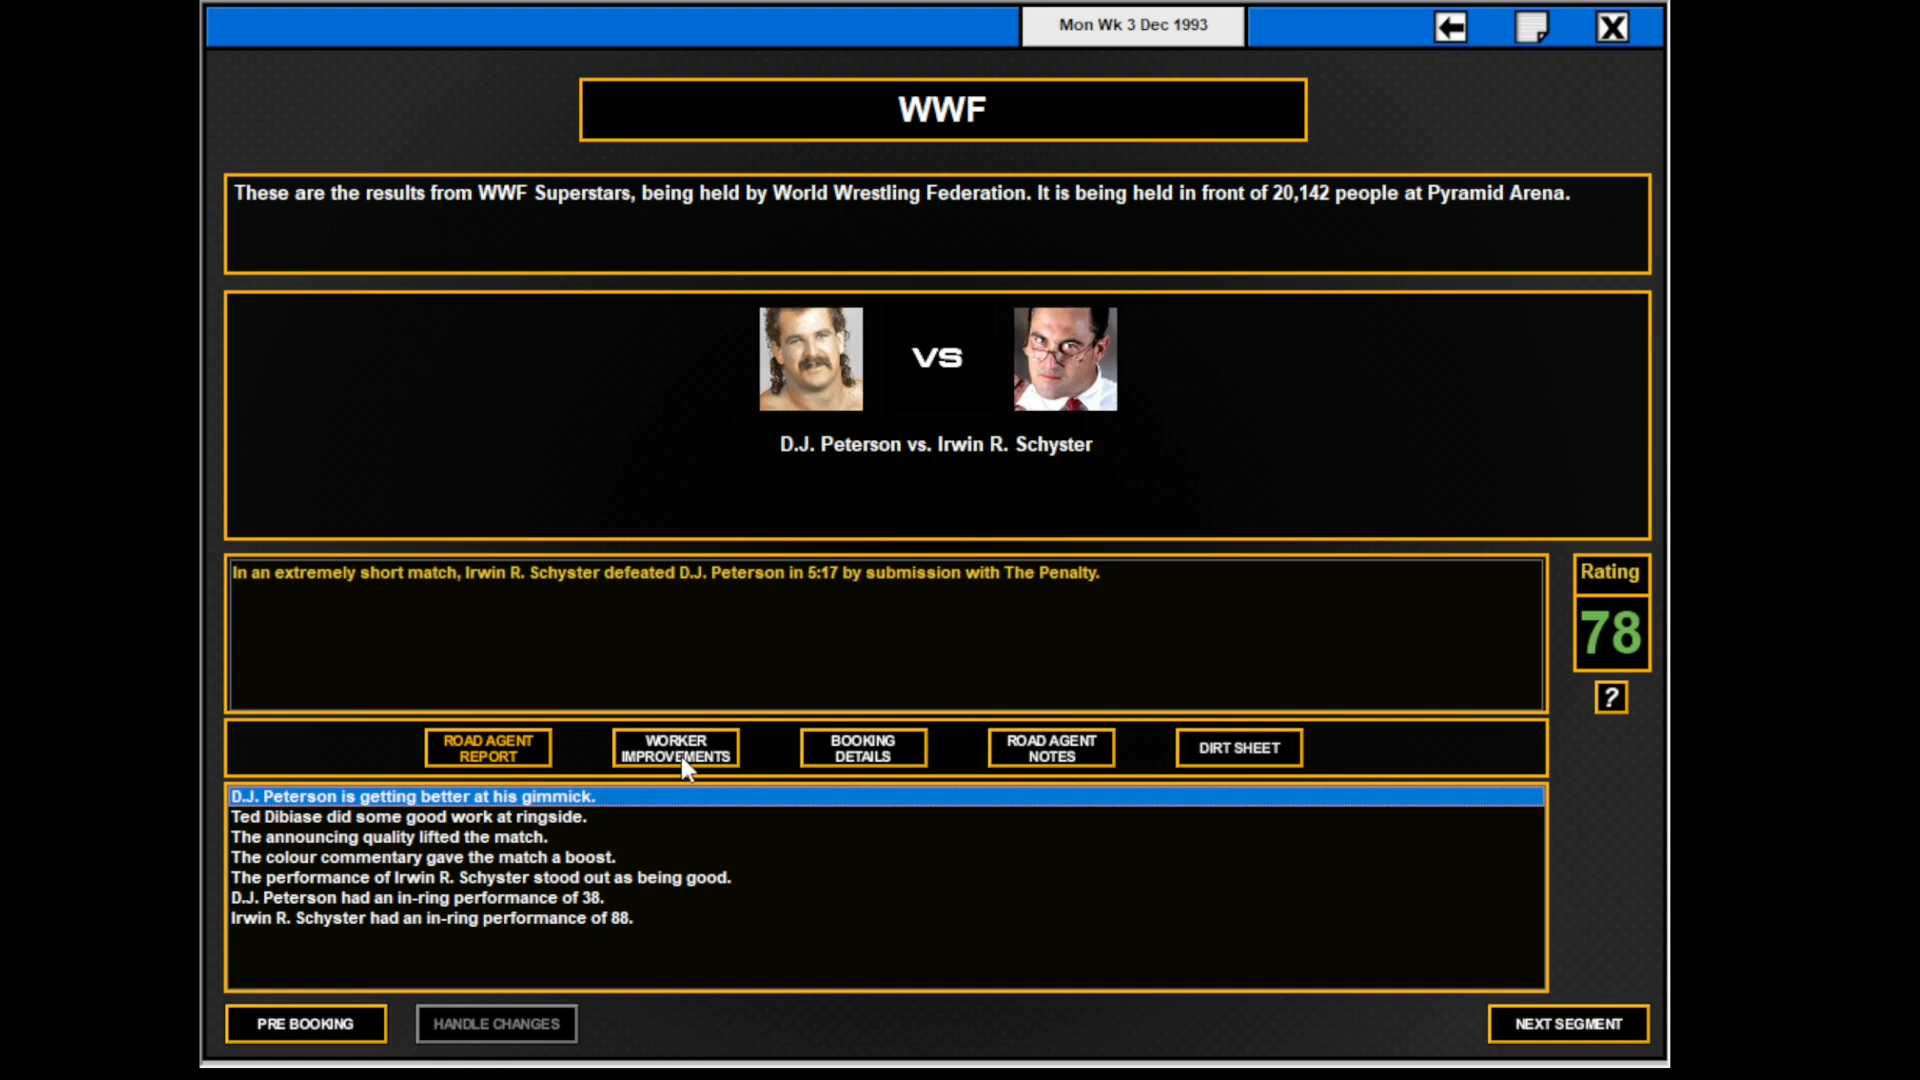 Mon Wk 3 Dec 1993
WWF
These are the results from WWF Superstars, being held by World Wrestling Federation. It is being held in front of 20,142 people at Pyramid Arena.
VS
D.J. Peterson vs. Irwin R. Schyster
In an extremely short match, Irwin R. Schyster defeated D.J. Peterson in 5:17 by submission with The Penalty.
Rating
78
?
ROAD AGENT
REPORT
WORKER
IMPROVEMENTS
BOOKING
DETAILS
ROAD AGENT
NOTES
DIRT SHEET
D.J. Peterson is getting better at his gimmick.
Ted Dibiase did some good work at ringside.
The announcing quality lifted the match.
The colour commentary gave the match a boost.
The performance of Irwin R. Schyster stood out as being good.
D.J. Peterson had an in-ring performance of 38.
Irwin R. Schyster had an in-ring performance of 88.
PRE BOOKING
HANDLE CHANGES
NEXT SEGMENT